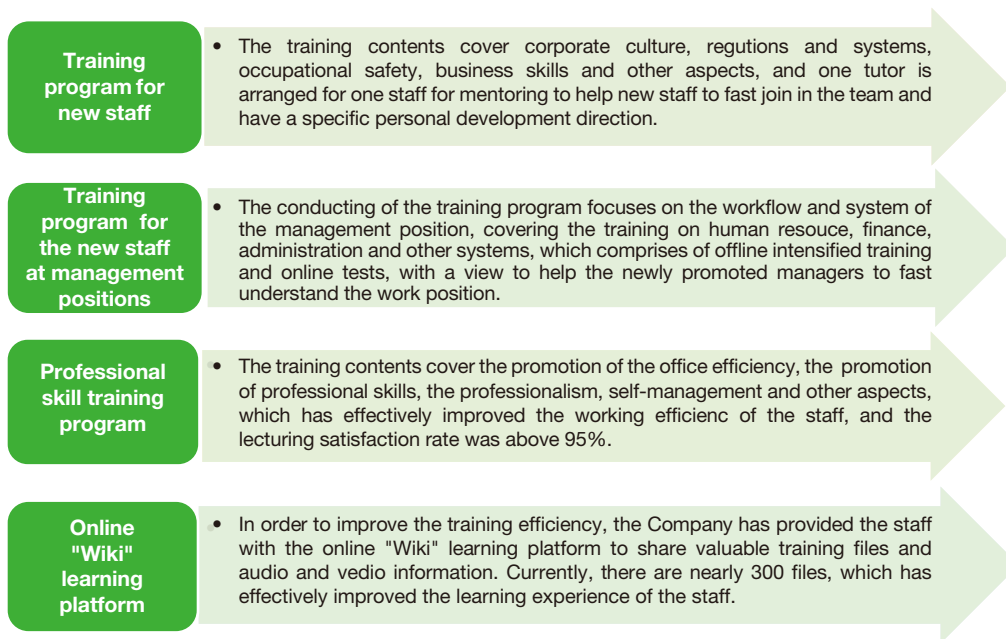 Training
program for
new staff
• The training contents cover corporate culture, regutions and systems,
occupational safety, business skills and other aspects, and one tutor is
arranged for one staff for mentoring to help new staff to fast join in the team and
have a specific personal development direction.
Training
program for
the new staff
at management
positions
• The conducting of the training program focuses on the workflow and system of
the management position, covering the training on human resouce, finance,
administration and other systems, which comprises of offline intensified training
and online tests, with a view to help the newly promoted managers to fast
understand the work position.
Professional
skill training
program
• The training contents cover the promotion of the office efficiency, the promotion
of professional skills, the professionalism, self-management and other aspects,
which has effectively improved the working efficienc of the staff, and the
lecturing satisfaction rate was above 95%.
Online
"Wiki"
learning
platform
• In order to improve the training efficiency, the Company has provided the staff
with the online "Wiki" learning platform to share valuable training files and
audio and vedio information. Currently, there are nearly 300 files, which has
effectively improved the learning experience of the staff.